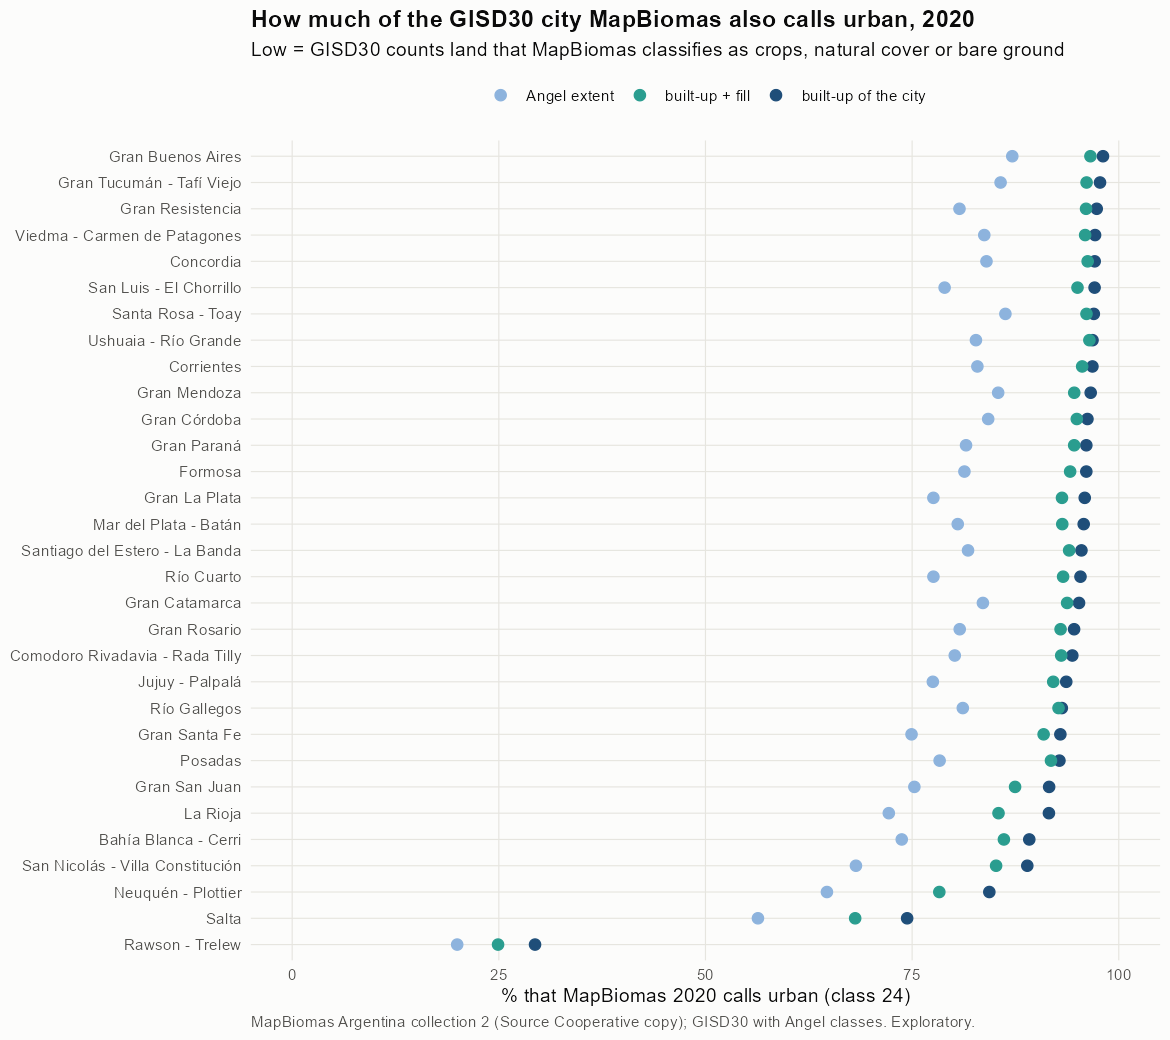 How much of the GISD30 city MapBiomas also calls urban, 2020
Low = GISD30 counts land that MapBiomas classifies as crops, natural cover or bare ground
Angel extent built-up + fill built-up of the city
Gran Buenos Aires
Gran Tucumán - Tafí Viejo
Gran Resistencia
Viedma - Carmen de Patagones
Concordia
San Luis - El Chorrillo
Santa Rosa - Toay
Ushuaia - Río Grande
Corrientes
Gran Mendoza
Gran Córdoba
Gran Paraná
Formosa
Gran La Plata
Mar del Plata - Batán
Santiago del Estero - La Banda
Río Cuarto
Gran Catamarca
Gran Rosario
Comodoro Rivadavia - Rada Tilly
Jujuy - Palpalá
Río Gallegos
Gran Santa Fe
Posadas
Gran San Juan
La Rioja
Bahía Blanca - Cerri
San Nicolás - Villa Constitución
Neuquén - Plottier
Salta
Rawson - Trelew
0 25 50 75 100
% that MapBiomas 2020 calls urban (class 24)
MapBiomas Argentina collection 2 (Source Cooperative copy); GISD30 with Angel classes. Exploratory.